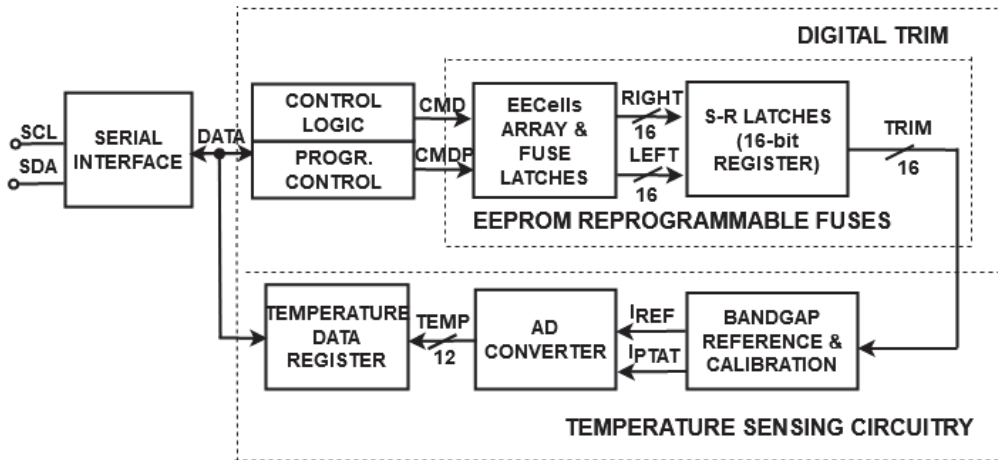 DIGITAL TRIM
SCL
SDA
SERIAL
INTERFACE
DATA
CONTROL
LOGIC
PROGR.
CONTROL
CMD
CMDP
EECells
ARRAY &
FUSE
LATCHES
RIGHT
16
LEFT
16
S-R LATCHES
(16-bit
REGISTER)
TRIM
16
EEPROM REPROGRAMMABLE FUSES
TEMPERATURE
DATA
REGISTER
TEMP
12
AD
CONVERTER
IREF
IPTAT
BANDGAP
REFERENCE &
CALIBRATION
TEMPERATURE SENSING CIRCUITRY